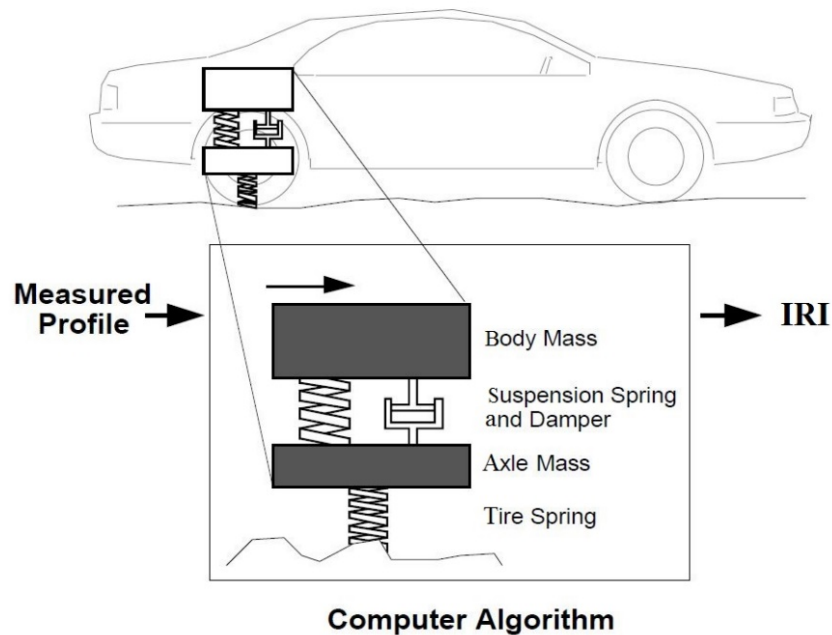 Measured
Profile
IRI
Body Mass
Suspension Spring
and Damper
Axle Mass
Tire Spring
Computer Algorithm